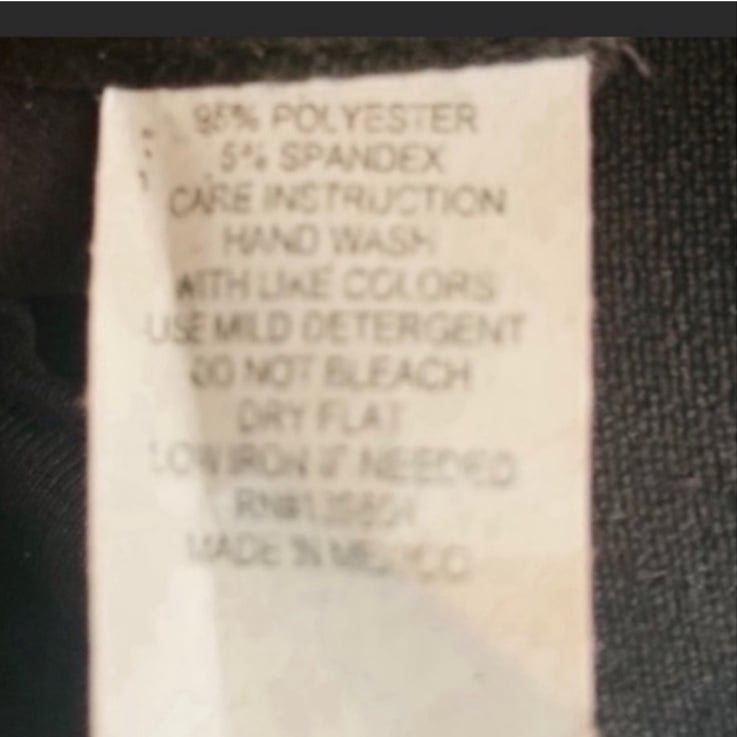 95% POLYESTER
5% SPANDEX
CARE INSTRUCTION
HAND WASH
WITH LIKE COLORS
USE MILD DETERGENT
DO NOT BLEACH
DRY FLAT
LOW IRON IF NEEDED
MADE IN MEXICO